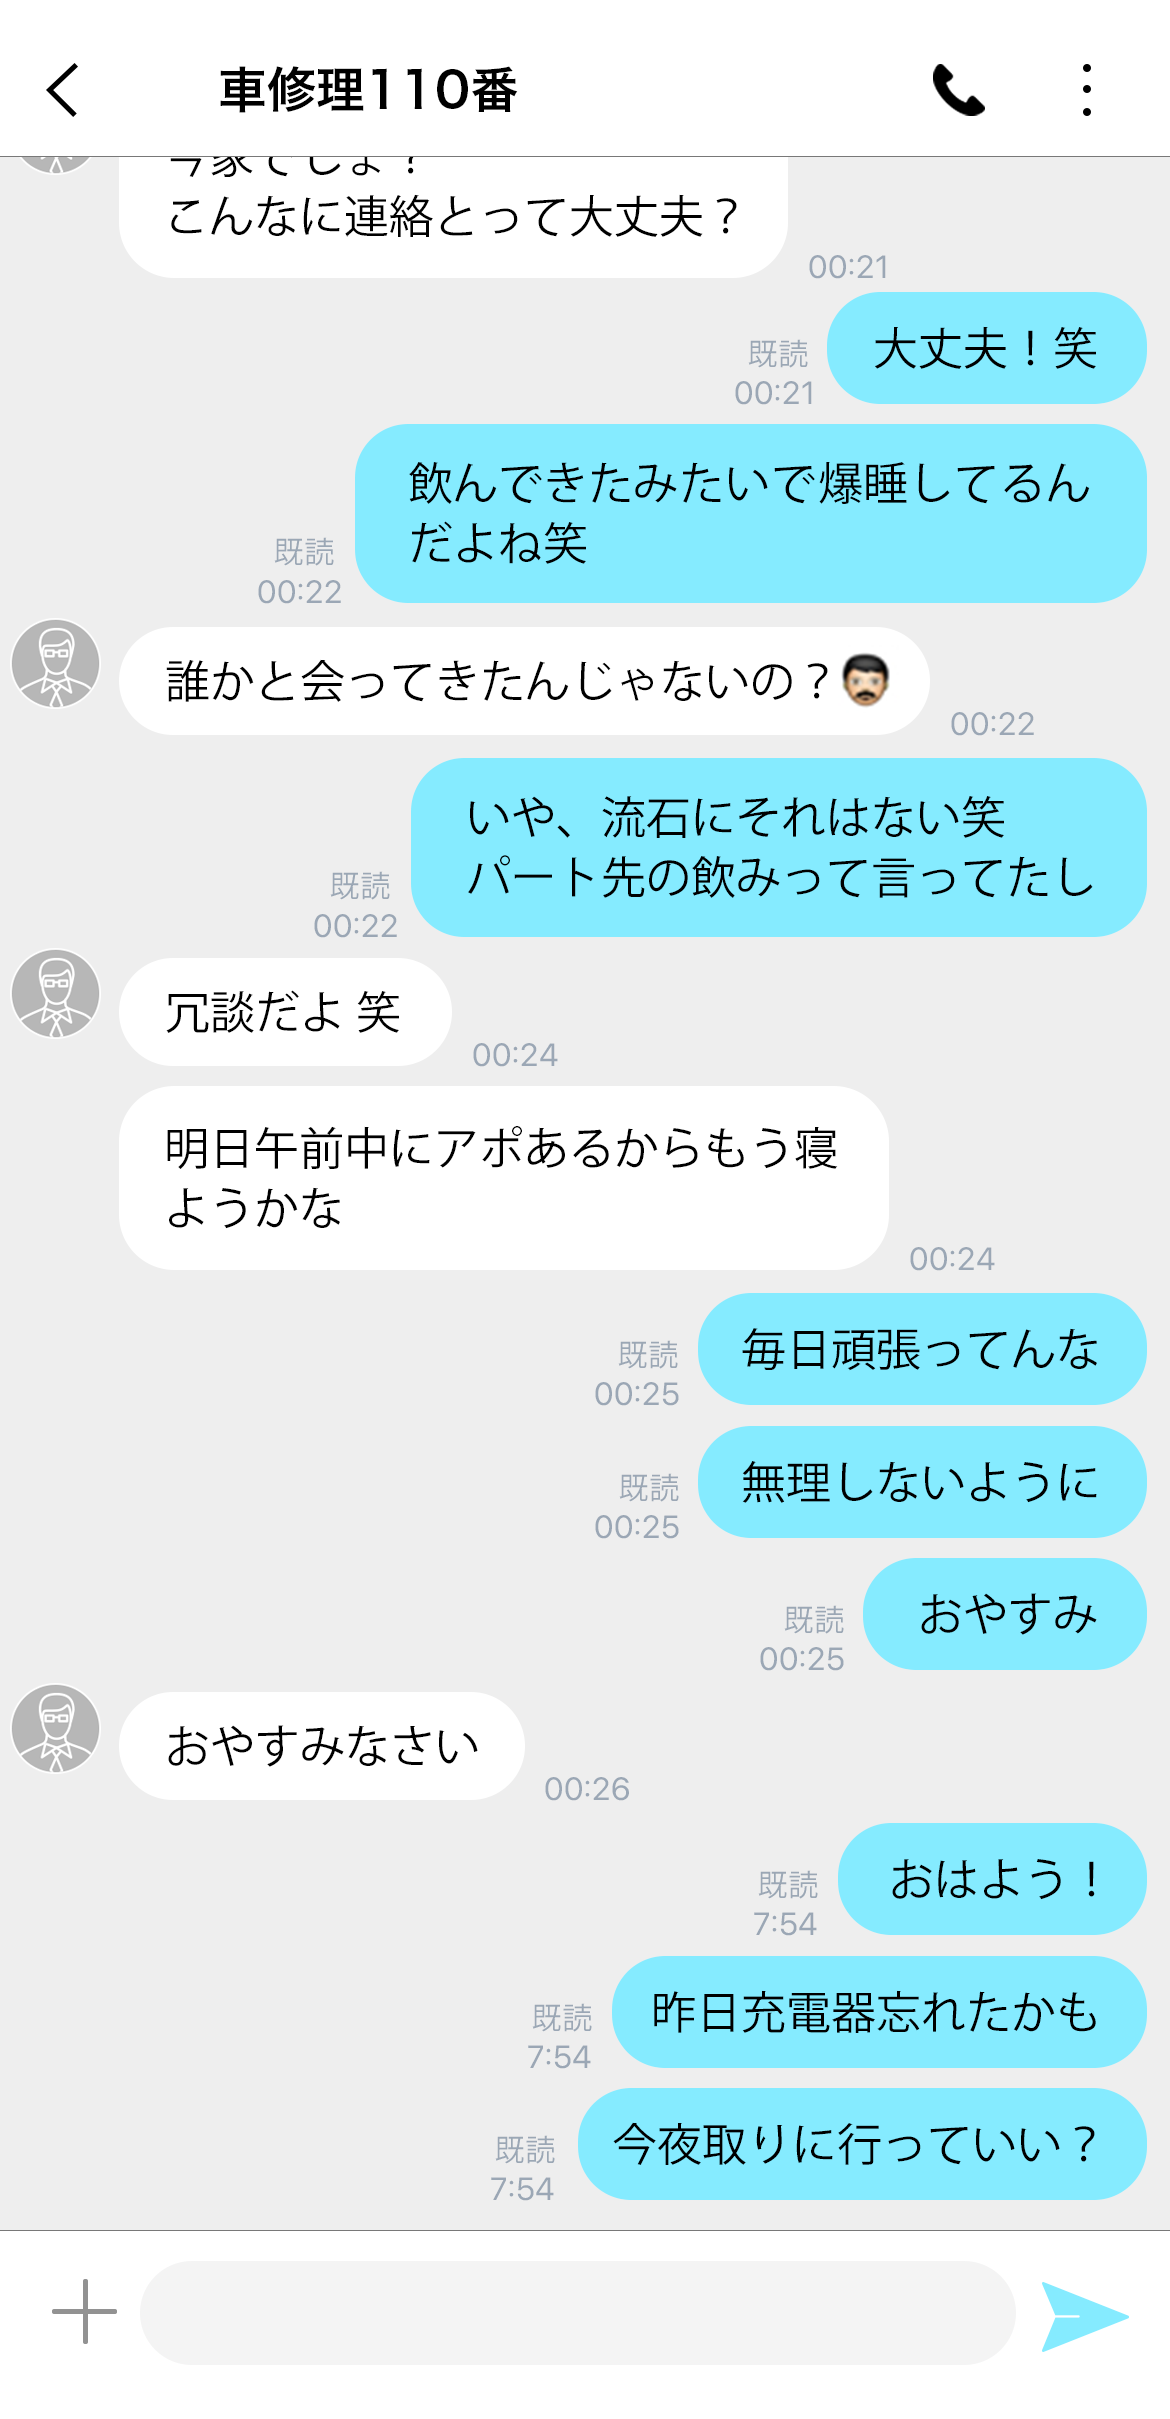 車修理110番
今家でしょ？
こんなに連絡とって大丈夫？
00:21
大丈夫！笑
既読
00:21
飲んできたみたいで爆睡してるん
だよね笑
既読
00:22
誰かと会ってきたんじゃないの？
00:22
いや、流石にそれはない笑
パート先の飲みって言ってたし
既読
00:22
冗談だよ 笑
00:24
明日午前中にアポあるからもう寝
ようかな
00:24
毎日頑張ってんな
既読
00:25
無理しないように
既読
00:25
おやすみ
既読
00:25
おやすみなさい
00:26
おはよう！
既読
7:54
昨日充電器忘れたかも
既読
7:54
今夜取りに行っていい？
既読
7:54